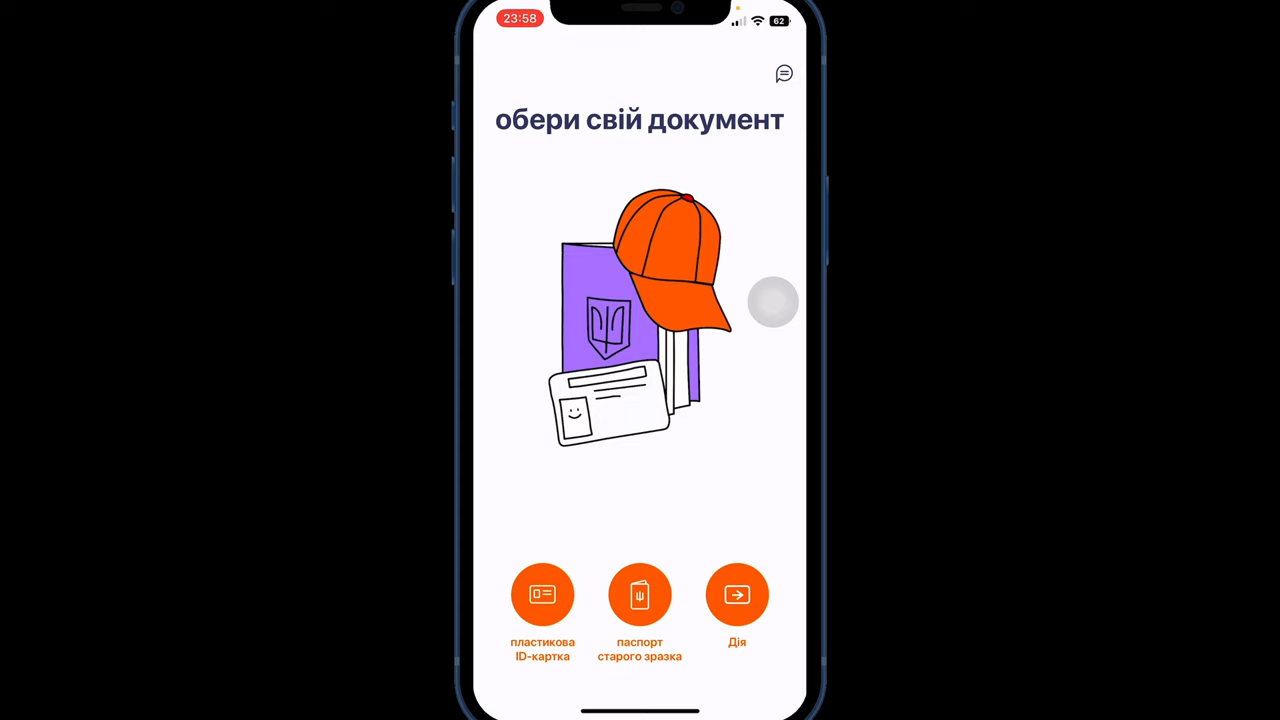 23:58
62
обери свій документ
пластикова
ID-картка
паспорт
старого зразка
Дія